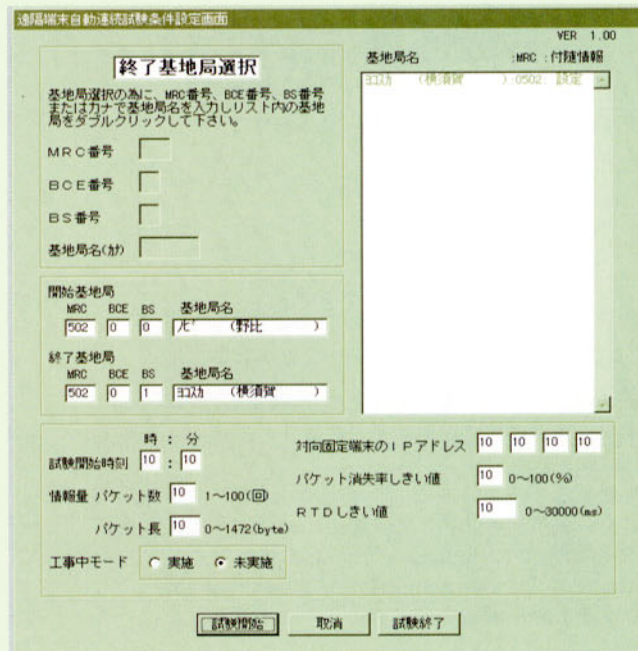 遠隔端末自動連続試験条件設定画面
VER 1.00
終了基地局選択
基地局選択の為に、MRC番号、BCE番号、BS番号
またはカナで基地局名を入力しリスト内の基地
局をダブルクリックして下さい。
MRC番号
BCE番号
BS番号
基地局名(カナ)
基地局名 :MRC :付随情報
ヨコスカ (横須賀 ):0502: 設定
開始基地局
MRC BCE BS 基地局名
502 0 0 ノビ (野比 )
終了基地局
MRC BCE BS 基地局名
502 0 1 ヨコスカ (横須賀 )
時 : 分
試験開始時刻 10 : 10
情報量 パケット数 10 1～100(回)
パケット長 10 0～1472(byte)
工事中モード 実施 未実施
対向固定端末のIPアドレス 10 10 10 10
パケット消失率しきい値 10 0～100(%)
RTDしきい値 10 0～30000(ms)
試験開始 取消 試験終了